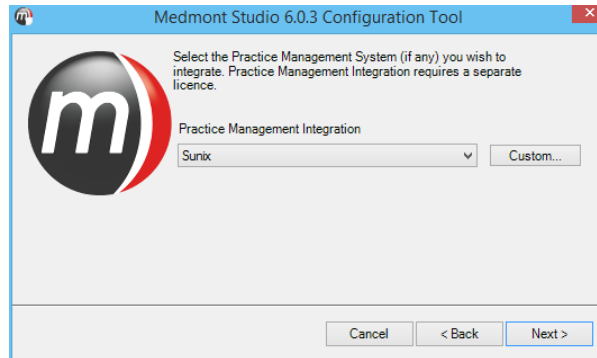 Medmont Studio 6.0.3 Configuration Tool
Select the Practice Management System (if any) you wish to
integrate. Practice Management Integration requires a separate
licence.
m
Practice Management Integration
Sunix
Custom...
Cancel
< Back
Next >